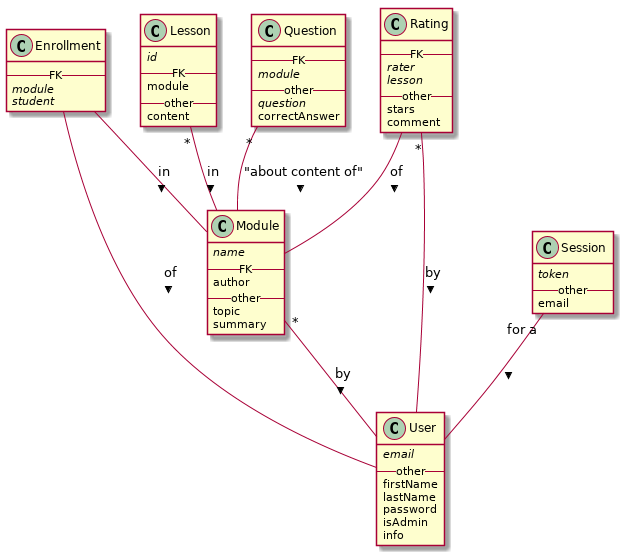 C Enrollment
FK
module
student
C Lesson
id
FK
module
other
content
C Question
FK
module
other
question
correctAnswer
C Rating
FK
rater
lesson
other
stars
comment
*
*
*
in
in
"about content of"
of
C Module
name
FK
author
other
topic
summary
C Session
token
other
email
of
by
*
for a
by
C User
email
other
firstName
lastName
password
isAdmin
info